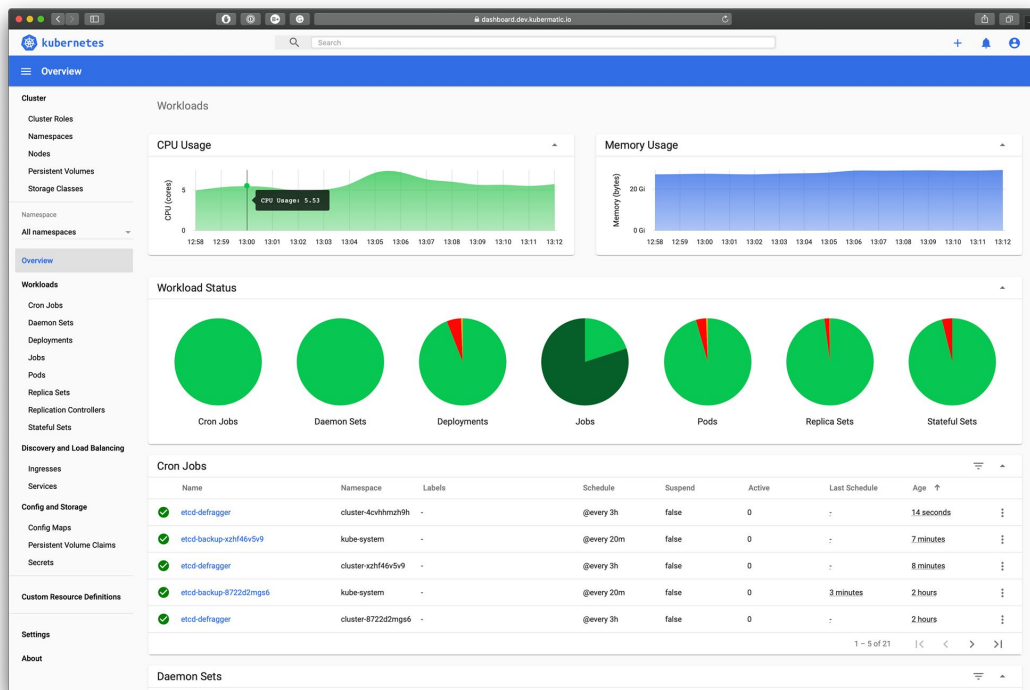 dashboard.dev.kubermatic.io
kubernetes
Search
Overview
Cluster
Cluster Roles
Namespaces
Nodes
Persistent Volumes
Storage Classes
Namespace
All namespaces
Overview
Workloads
Cron Jobs
Daemon Sets
Deployments
Jobs
Pods
Replica Sets
Replication Controllers
Stateful Sets
Discovery and Load Balancing
Ingresses
Services
Config and Storage
Config Maps
Persistent Volume Claims
Secrets
Custom Resource Definitions
Settings
About
Workloads
CPU Usage
CPU (cores)
5
0
CPU Usage: 5.53
12:58 12:59 13:00 13:01 13:02 13:03 13:04 13:05 13:06 13:07 13:08 13:09 13:10 13:11 13:12
Memory Usage
Memory (bytes)
20 Gi
0 Gi
12:58 12:59 13:00 13:01 13:02 13:03 13:04 13:05 13:06 13:07 13:08 13:09 13:10 13:11 13:12
Workload Status
Cron Jobs Daemon Sets Deployments Jobs Pods Replica Sets Stateful Sets
Cron Jobs
Name Namespace Labels Schedule Suspend Active Last Schedule Age
etcd-defragger cluster-4cvhhmzh9h - @every 3h false 0 - 14 seconds
etcd-backup-xzhf46v5v9 kube-system - @every 20m false 0 - 7 minutes
etcd-defragger cluster-xzhf46v5v9 - @every 3h false 0 - 8 minutes
etcd-backup-8722d2mgs6 kube-system - @every 20m false 0 3 minutes 2 hours
etcd-defragger cluster-8722d2mgs6 - @every 3h false 0 - 2 hours
1 – 5 of 21
Daemon Sets